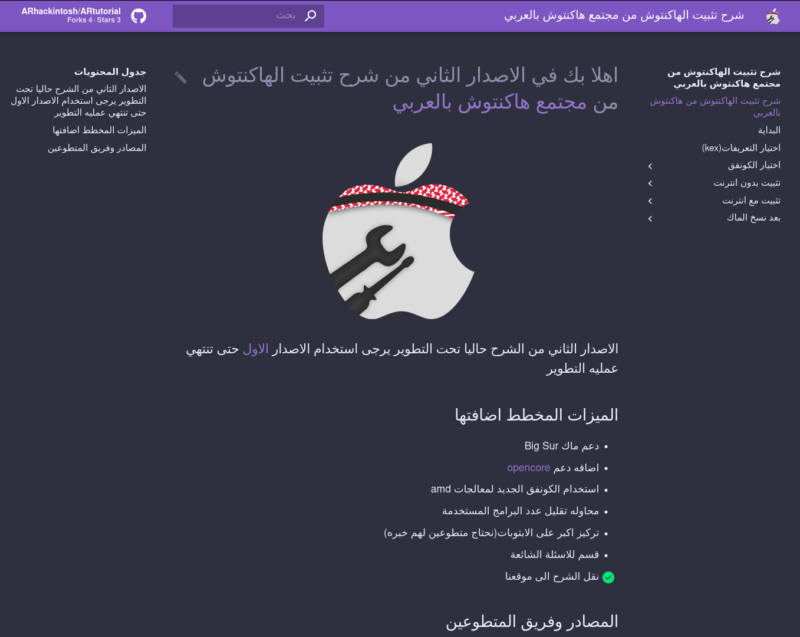 شرح تثبيت الهاكنتوش من مجتمع هاكنتوش بالعربي
بحث
ARhackintosh/ARtutorial
Forks 4 · Stars 3
شرح تثبيت الهاكنتوش من
مجتمع هاكنتوش بالعربي
شرح تثبيت الهاكنتوش من هاكنتوش
بالعربي
البداية
اختيار التعريفات(kex)
اختيار الكونفق
تثبيت بدون انترنت
تثبيت مع انترنت
بعد نسخ الماك
اهلا بك في الاصدار الثاني من شرح تثبيت الهاكنتوش
من مجتمع هاكنتوش بالعربي
الاصدار الثاني من الشرح حاليا تحت التطوير يرجى استخدام الاصدار الاول حتى تنتهي
عمليه التطوير
الميزات المخطط اضافتها
دعم ماك Big Sur
اضافه دعم opencore
استخدام الكونفق الجديد لمعالجات amd
محاوله تقليل عدد البرامج المستخدمة
تركيز اكبر على الابتوبات(نحتاج متطوعين لهم خبره)
قسم للاسئلة الشائعة
نقل الشرح الى موقعنا
المصادر وفريق المتطوعين
جدول المحتويات
الاصدار الثاني من الشرح حاليا تحت
التطوير يرجى استخدام الاصدار الاول
حتى تنتهي عمليه التطوير
الميزات المخطط اضافتها
المصادر وفريق المتطوعين